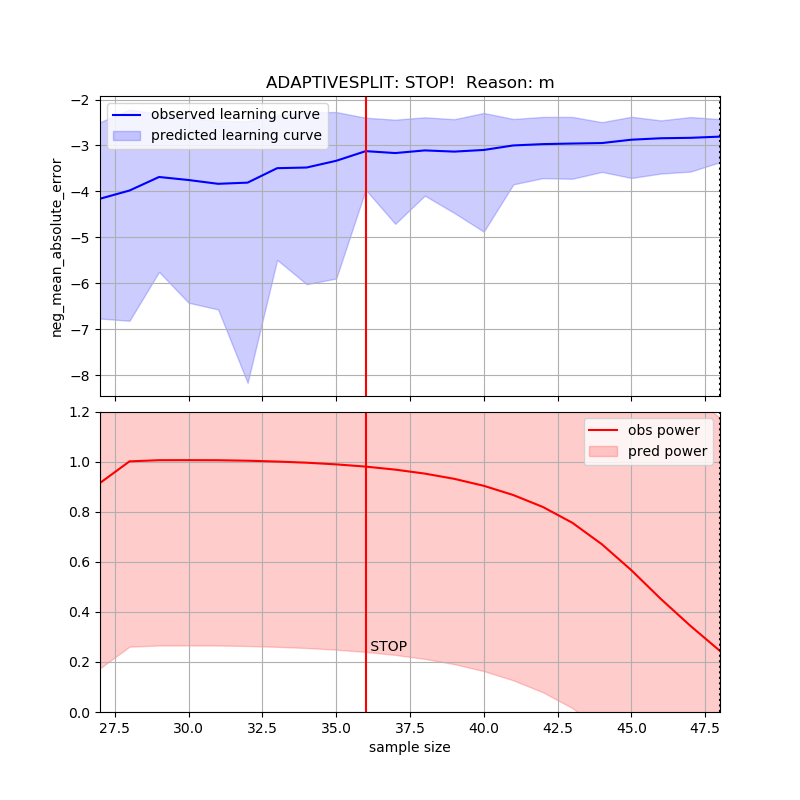 ADAPTIVESPLIT: STOP!  Reason: m
observed learning curve
predicted learning curve
neg_mean_absolute_error
−2
−3
−4
−5
−6
−7
−8
obs power
pred power
1.2
1.0
0.8
0.6
0.4
0.2
0.0
STOP
27.5 30.0 32.5 35.0 37.5 40.0 42.5 45.0 47.5
sample size